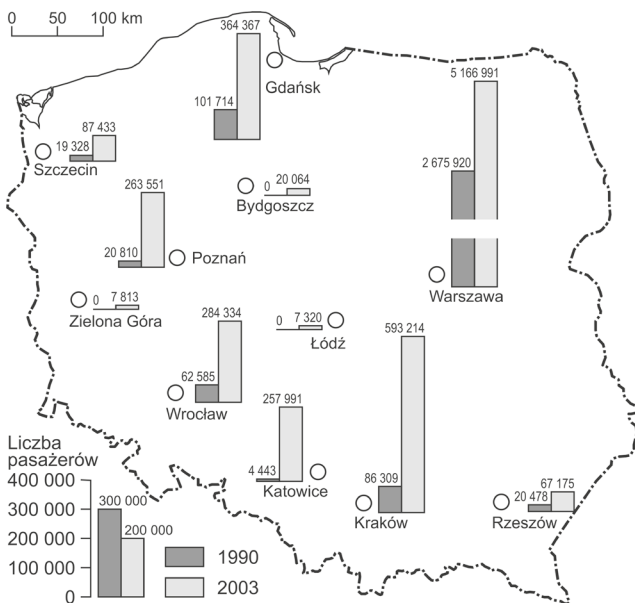 0 50 100 km
364 367
101 714
Gdańsk
5 166 991
2 675 920
Warszawa
87 433
19 328
Szczecin
0 20 064
Bydgoszcz
263 551
20 810
Poznań
0 7 813
Zielona Góra
284 334
62 585
Wrocław
0 7 320
Łódź
593 214
86 309
Kraków
257 991
4 443
Katowice
67 175
20 478
Rzeszów
Liczba
pasażerów
400 000
300 000
200 000
100 000
0
300 000
200 000
1990
2003